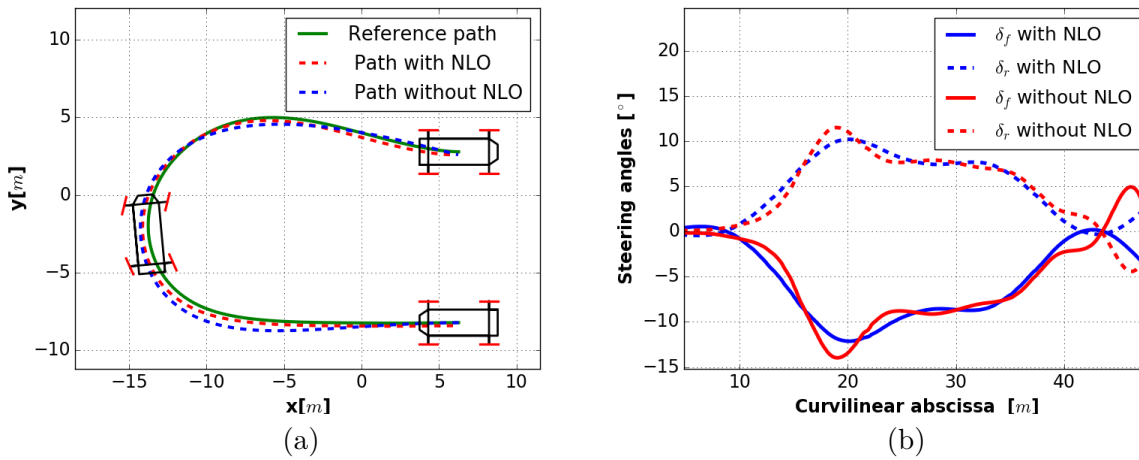 Reference path
Path with NLO
Path without NLO
10
5
0
−5
−10
y[m]
−15
−10
−5
0
5
10
x[m]
(a)
δf with NLO
δr with NLO
δf without NLO
δr without NLO
20
15
10
5
0
−5
−10
−15
Steering angles [°]
10
20
30
40
Curvilinear abscissa [m]
(b)